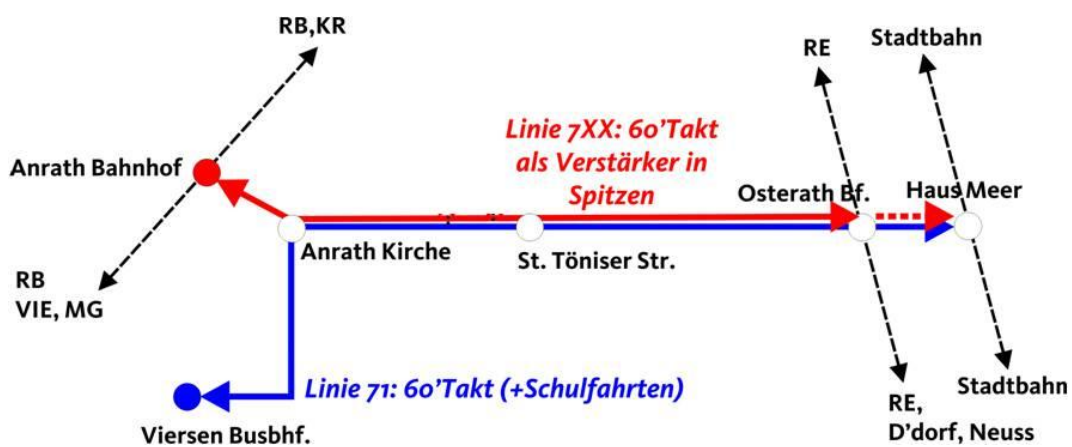 RB,KR
RE
Stadtbahn
Linie 7XX: 60'Takt
als Verstärker in
Spitzen
Anrath Bahnhof
Osterath Bf.
Haus Meer
Anrath Kirche
St. Töniser Str.
RB
VIE, MG
Linie 71: 60'Takt (+Schulfahrten)
Viersen Busbhf.
Stadtbahn
RE,
D'dorf, Neuss